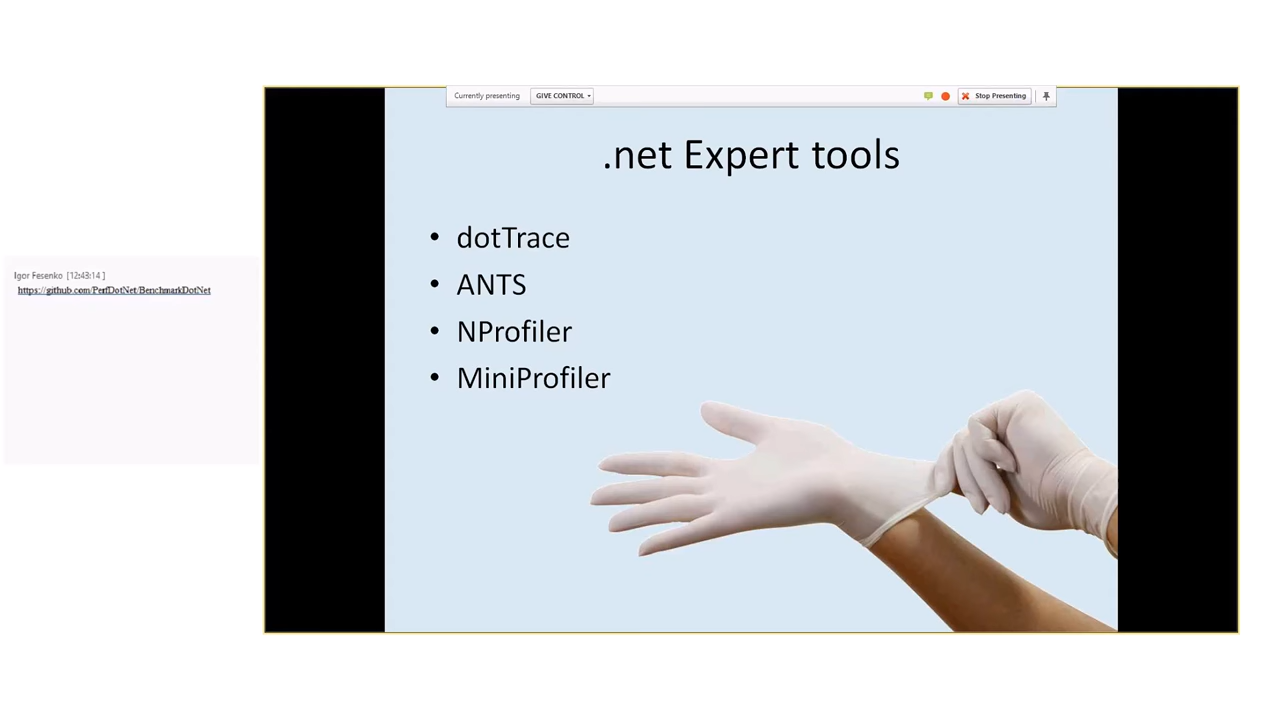 Currently presenting GIVE CONTROL Stop Presenting
.net Expert tools
• dotTrace
• ANTS
• NProfiler
• MiniProfiler
Igor Fesenko [12:43:14 ]
https://github.com/PerfDotNet/BenchmarkDotNet